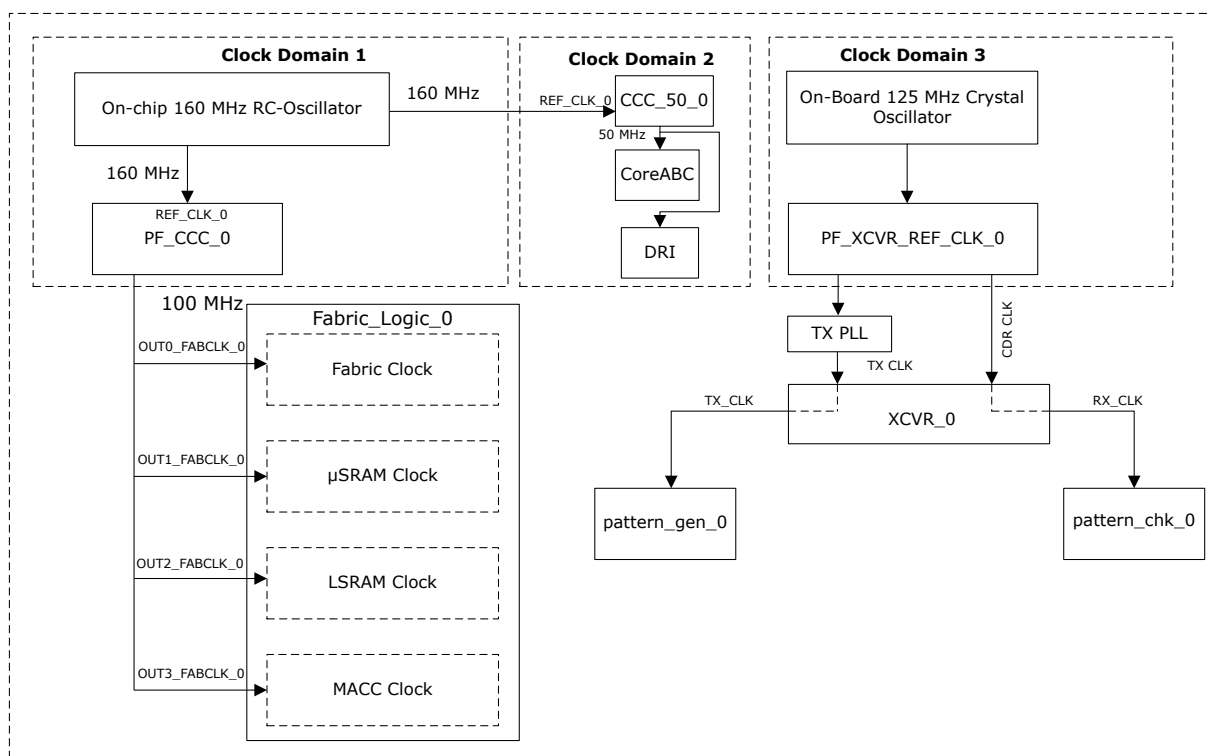 Clock Domain 1
Clock Domain 2
Clock Domain 3
On-chip 160 MHz RC-Oscillator
160 MHz
REF_CLK_0
CCC_50_0
On-Board 125 MHz Crystal
Oscillator
50 MHz
CoreABC
160 MHz
REF_CLK_0
PF_CCC_0
DRI
PF_XCVR_REF_CLK_0
100 MHz
Fabric_Logic_0
TX PLL
CDR CLK
OUT0_FABCLK_0
Fabric Clock
TX CLK
TX_CLK
XCVR_0
RX_CLK
OUT1_FABCLK_0
µSRAM Clock
pattern_gen_0
pattern_chk_0
OUT2_FABCLK_0
LSRAM Clock
OUT3_FABCLK_0
MACC Clock